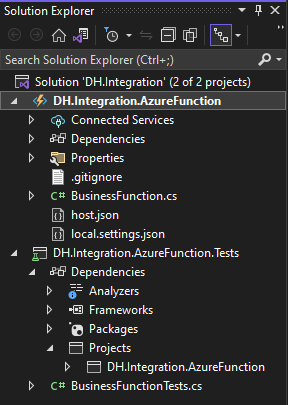 Solution Explorer
Search Solution Explorer (Ctrl+;)
Solution 'DH.Integration' (2 of 2 projects)
DH.Integration.AzureFunction
Connected Services
Dependencies
Properties
.gitignore
C# BusinessFunction.cs
host.json
local.settings.json
DH.Integration.AzureFunction.Tests
Dependencies
Analyzers
Frameworks
Packages
Projects
DH.Integration.AzureFunction
C# BusinessFunctionTests.cs